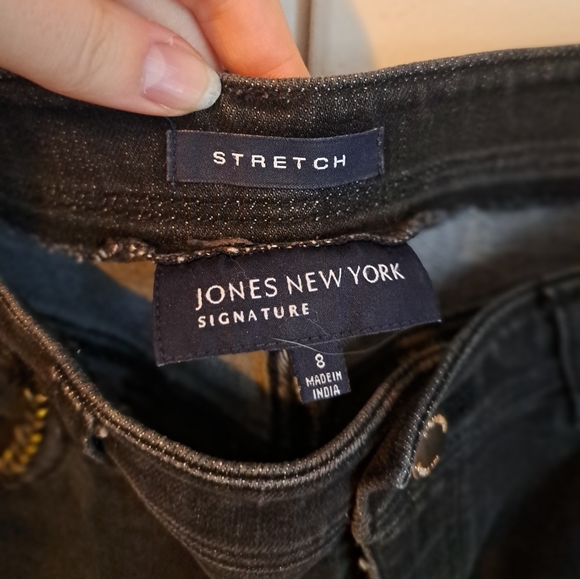 STRETCH
JONES NEW YORK
SIGNATURE
8
MADE IN
INDIA